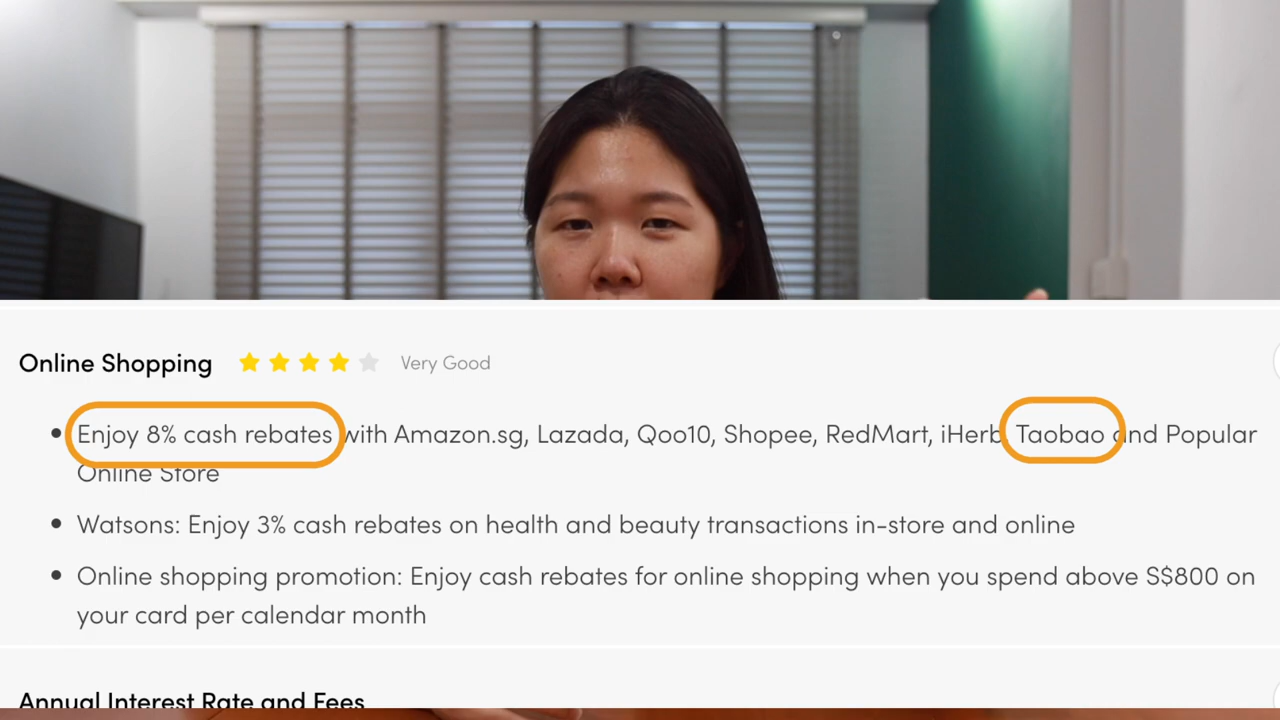 Online Shopping Very Good
• Enjoy 8% cash rebates with Amazon.sg, Lazada, Qoo10, Shopee, RedMart, iHerb, Taobao and Popular
Online Store
• Watsons: Enjoy 3% cash rebates on health and beauty transactions in-store and online
• Online shopping promotion: Enjoy cash rebates for online shopping when you spend above S$800 on
your card per calendar month
Annual Interest Rate and Fees